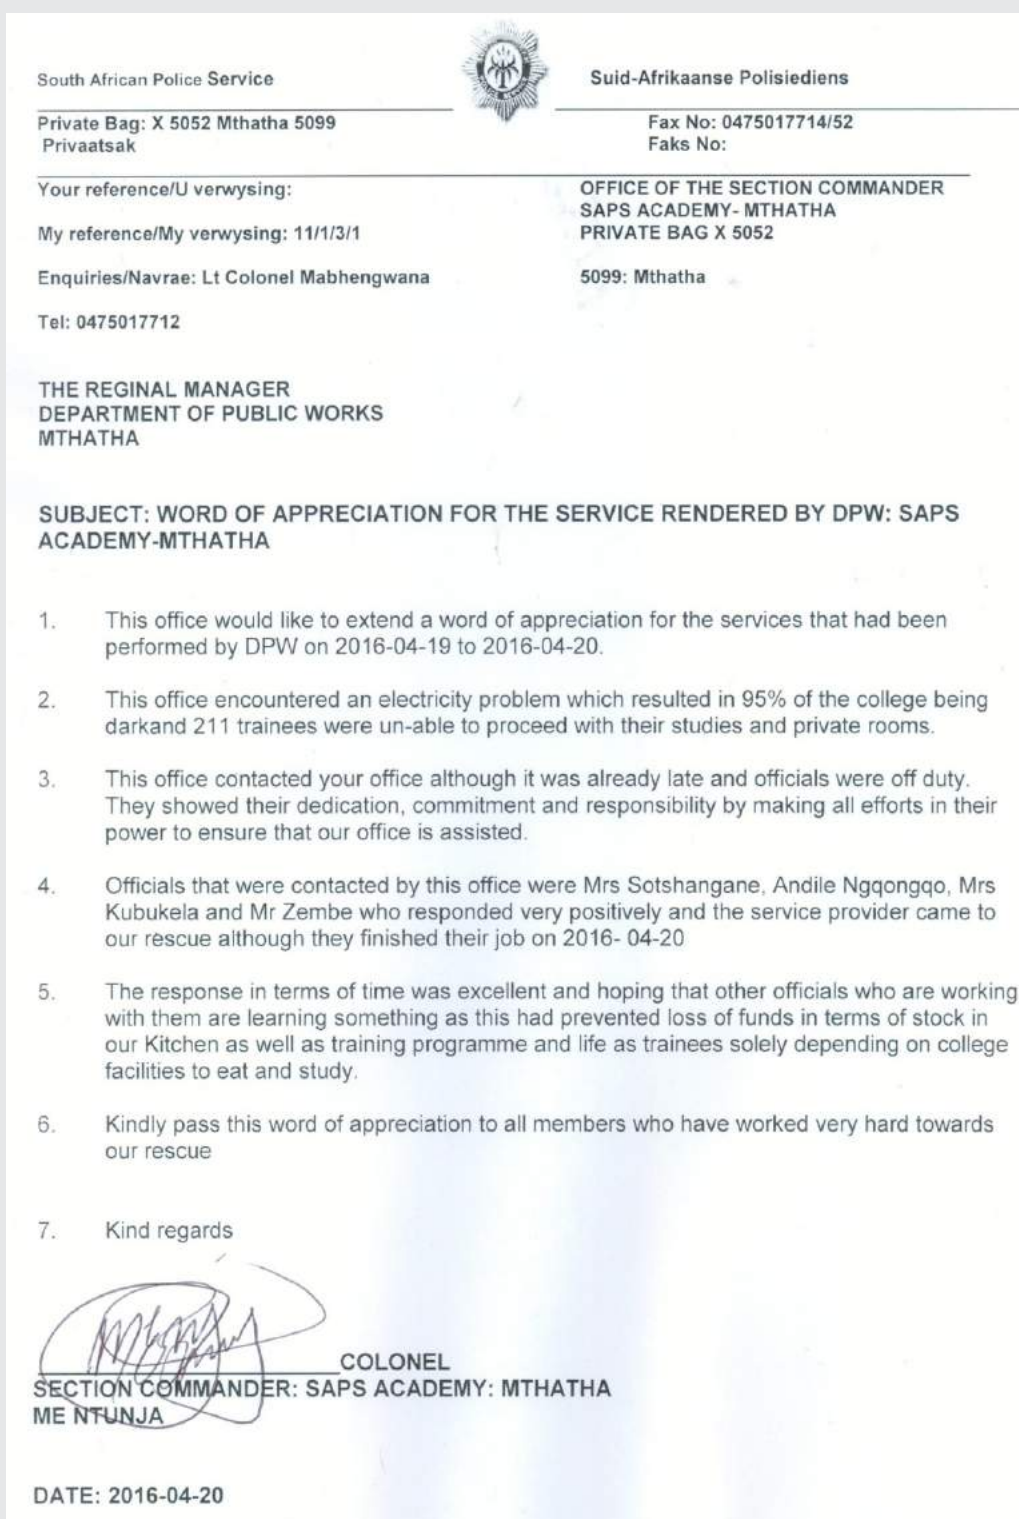 South African Police Service
Suid-Afrikaanse Polisiediens
Private Bag: X 5052 Mthatha 5099
Privaatsak
Fax No: 0475017714/52
Faks No:
Your reference/U verwysing:
My reference/My verwysing: 11/1/3/1
Enquiries/Navrae: Lt Colonel Mabhengwana
Tel: 0475017712
OFFICE OF THE SECTION COMMANDER
SAPS ACADEMY- MTHATHA
PRIVATE BAG X 5052
5099: Mthatha
THE REGINAL MANAGER
DEPARTMENT OF PUBLIC WORKS
MTHATHA
SUBJECT: WORD OF APPRECIATION FOR THE SERVICE RENDERED BY DPW: SAPS
ACADEMY-MTHATHA
1. This office would like to extend a word of appreciation for the services that had been
performed by DPW on 2016-04-19 to 2016-04-20.
2. This office encountered an electricity problem which resulted in 95% of the college being
darkand 211 trainees were un-able to proceed with their studies and private rooms.
3. This office contacted your office although it was already late and officials were off duty.
They showed their dedication, commitment and responsibility by making all efforts in their
power to ensure that our office is assisted.
4. Officials that were contacted by this office were Mrs Sotshangane, Andile Ngqongqo, Mrs
Kubukela and Mr Zembe who responded very positively and the service provider came to
our rescue although they finished their job on 2016- 04-20
5. The response in terms of time was excellent and hoping that other officials who are working
with them are learning something as this had prevented loss of funds in terms of stock in
our Kitchen as well as training programme and life as trainees solely depending on college
facilities to eat and study.
6. Kindly pass this word of appreciation to all members who have worked very hard towards
our rescue
7. Kind regards
COLONEL
SECTION COMMANDER: SAPS ACADEMY: MTHATHA
ME NTUNJA
DATE: 2016-04-20